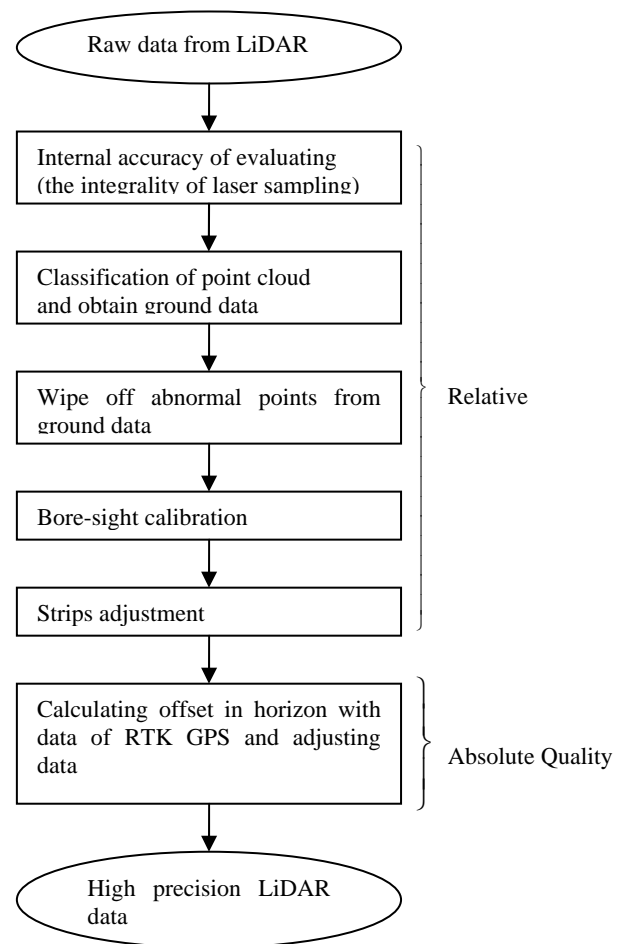 Raw data from LiDAR
Internal accuracy of evaluating
(the integrality of laser sampling)
Classification of point cloud
and obtain ground data
Wipe off abnormal points from
ground data
Relative
Bore-sight calibration
Strips adjustment
Calculating offset in horizon with
data of RTK GPS and adjusting
data
Absolute Quality
High precision LiDAR
data